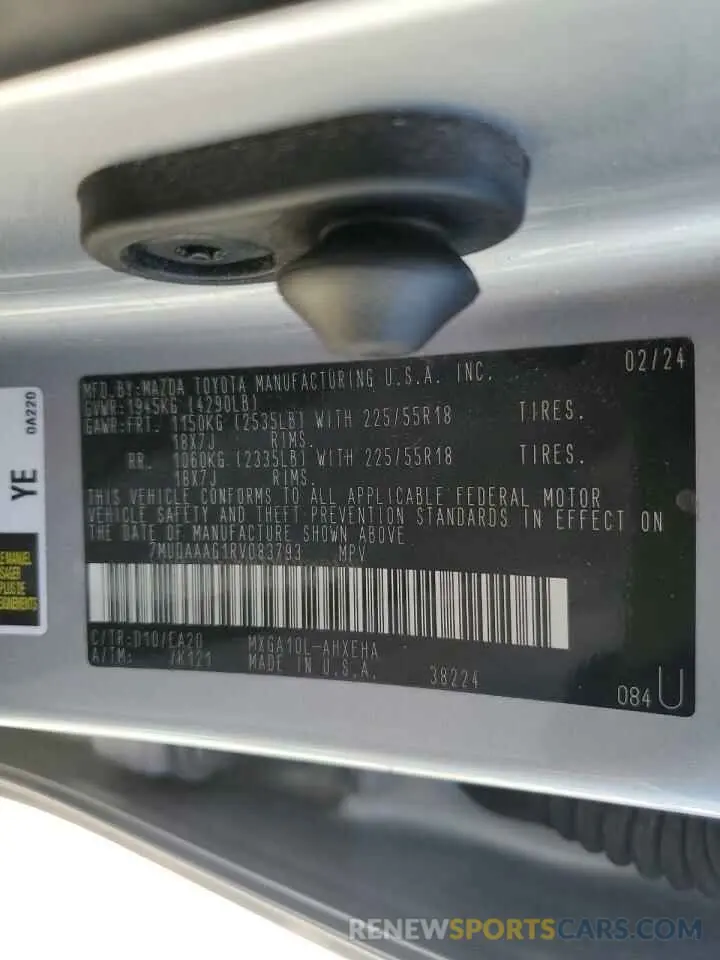 02/24
MFD.BY:MAZDA TOYOTA MANUFACTURING U.S.A. INC.
GVWR:1945KG (4290LB)
GAWR:FRT. 1150KG (2535LB) WITH 225/55R18 TIRES.
18X7J RIMS.
RR. 1060KG (2335LB) WITH 225/55R18 TIRES.
18X7J RIMS.
THIS VEHICLE CONFORMS TO ALL APPLICABLE FEDERAL MOTOR
VEHICLE SAFETY AND THEFT PREVENTION STANDARDS IN EFFECT ON
THE DATE OF MANUFACTURE SHOWN ABOVE
7MUDAAAG1RV083793 MPV
C/TR:D10/EA20 MXGA10L-AHXEHA
A/TM: /K121 MADE IN U.S.A. 38224
084 U
YE 0A220
RENEWSPORTSCARS.COM